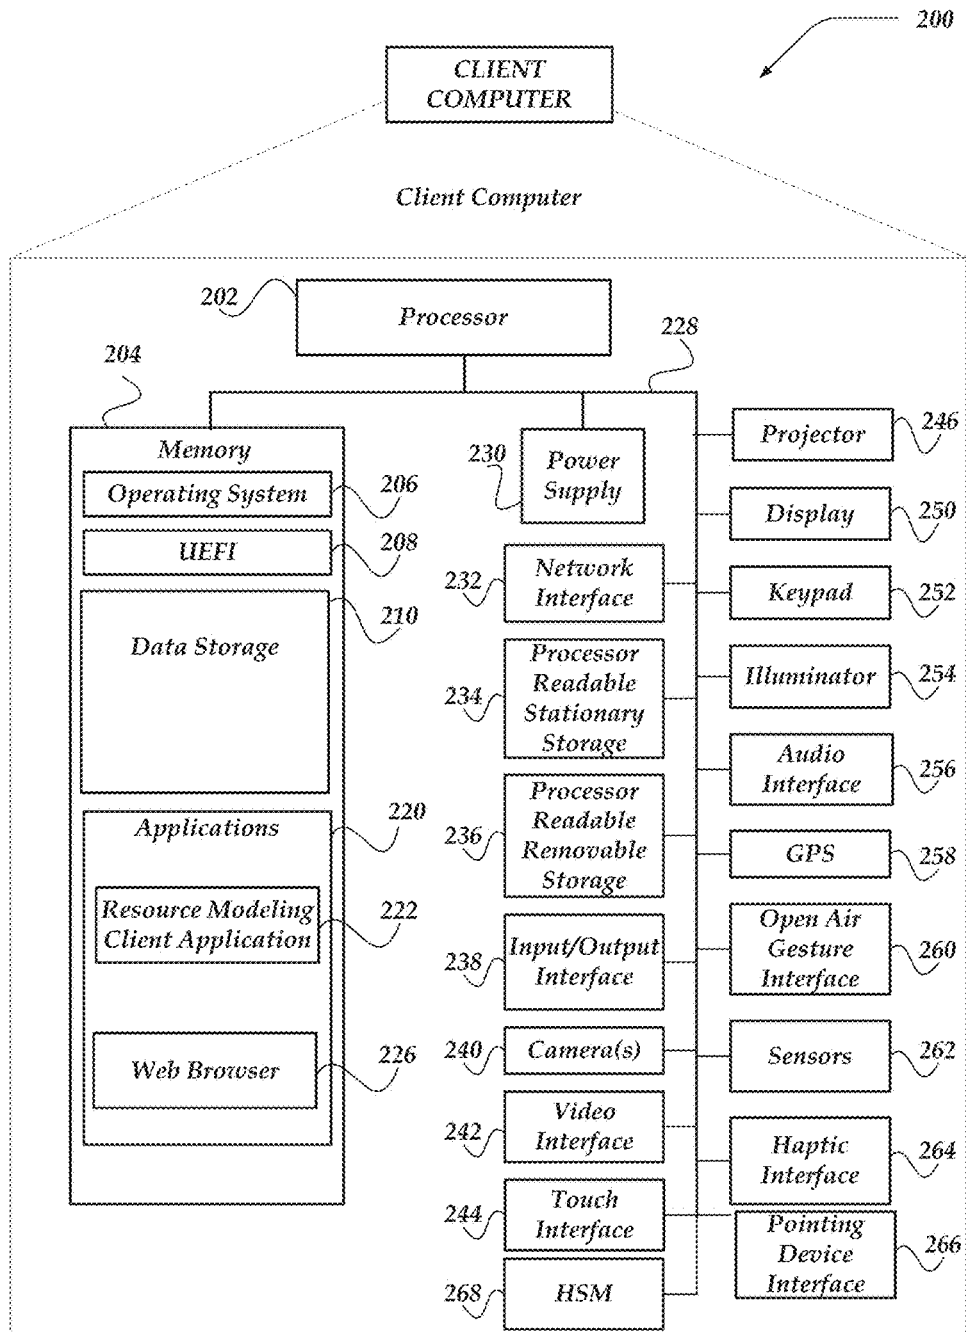 200
CLIENT
COMPUTER
Client Computer
202
Processor
228
204
Memory
Operating System
206
UEFI
208
210
Data Storage
Applications
220
Resource Modeling
Client Application
222
Web Browser
226
230
Power
Supply
232
Network
Interface
234
Processor
Readable
Stationary
Storage
236
Processor
Readable
Removable
Storage
238
Input/Output
Interface
240
Camera(s)
242
Video
Interface
244
Touch
Interface
268
HSM
Projector
246
Display
250
Keypad
252
Illuminator
254
Audio
Interface
256
GPS
258
Open Air
Gesture
Interface
260
Sensors
262
Haptic
Interface
264
Pointing
Device
Interface
266